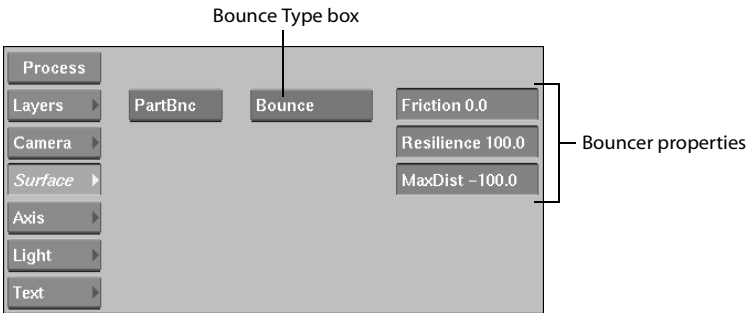 Bounce Type box
Process
Layers
PartBnc
Bounce
Friction 0.0
Camera
Resilience 100.0
Bouncer properties
Surface
MaxDist -100.0
Axis
Light
Text